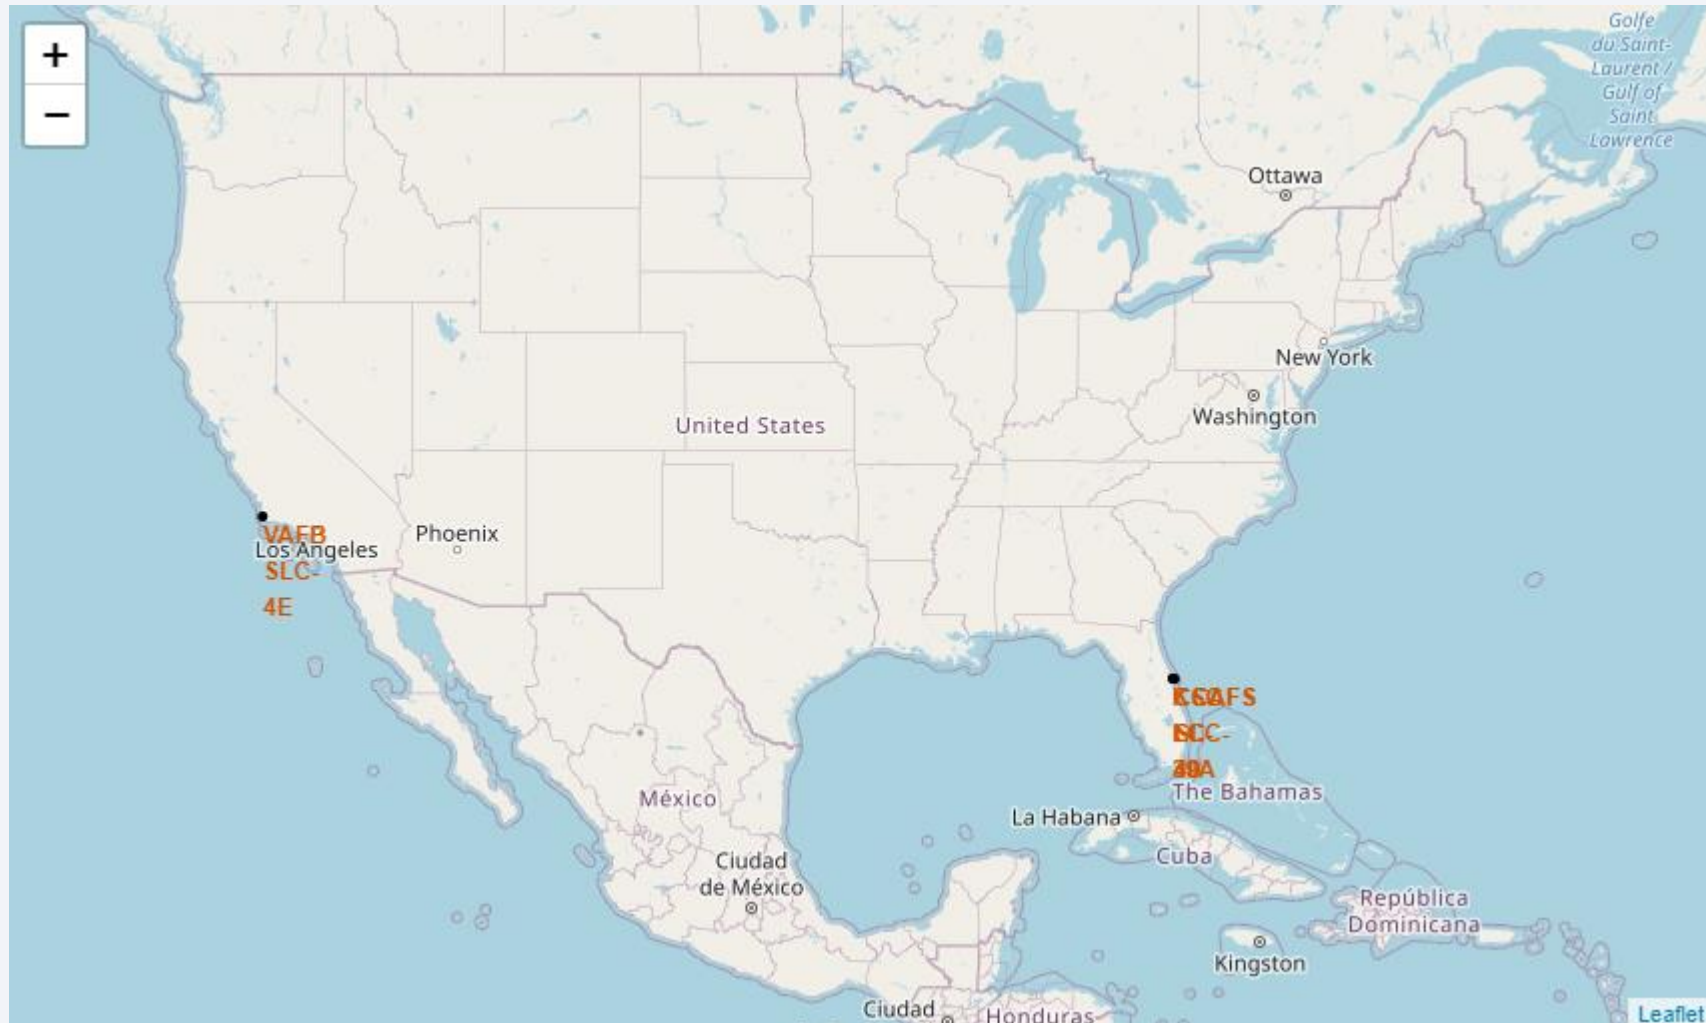 +
−
Golfe
du Saint-
Laurent /
Gulf of
Saint
Lawrence
Ottawa
New York
Washington
United States
VAFB
SLC-
4E
Los Angeles
Phoenix
The Bahamas
La Habana
México
Cuba
Ciudad
de México
República
Dominicana
Kingston
Ciudad
Honduras
Leaflet